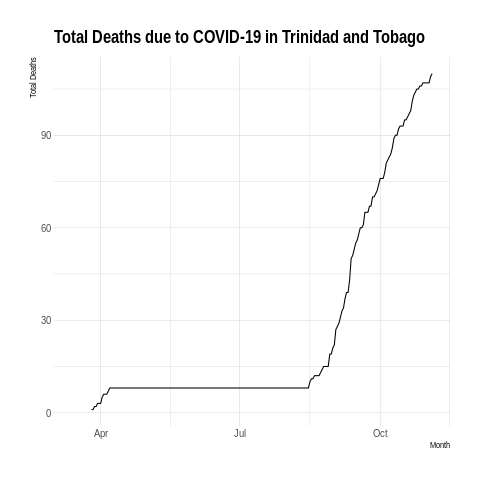 Total Deaths due to COVID-19 in Trinidad and Tobago
Total Deaths
90
60
30
0
Apr Jul Oct
Month